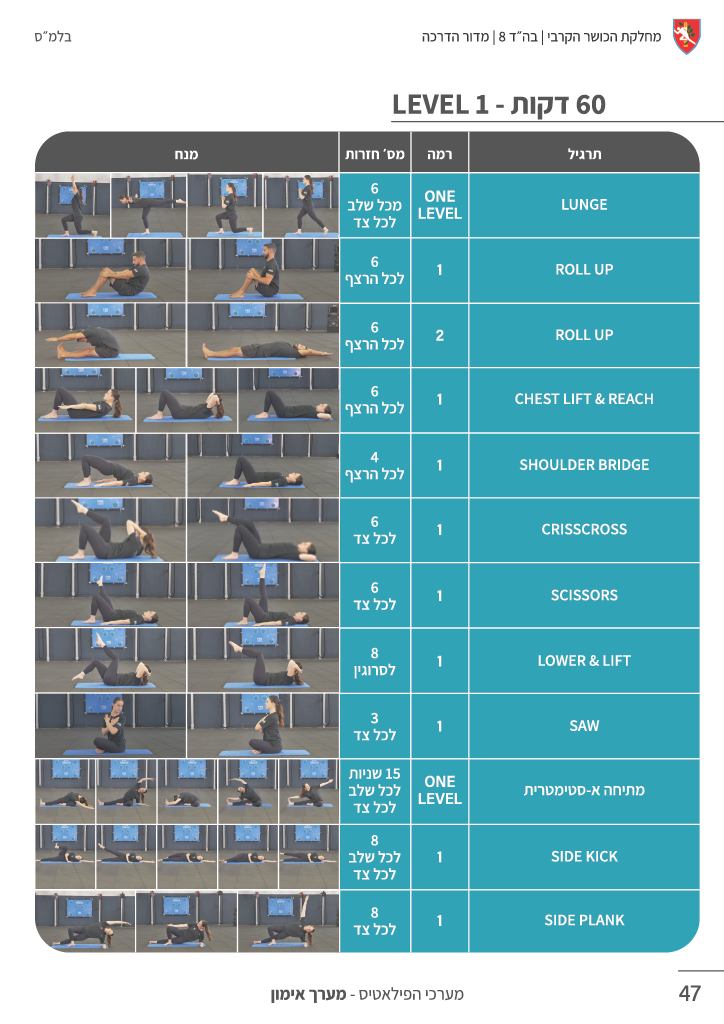 מחלקת הכושר הקרבי | בה״ד 8 | מדור הדרכה
בלמ״ס
60 דקות - LEVEL 1
תרגיל רמה מס׳ חזרות מנח
LUNGE
ONE
LEVEL
6
מכל שלב
לכל צד
ROLL UP
1
6
לכל הרצף
ROLL UP
2
6
לכל הרצף
CHEST LIFT & REACH
1
6
לכל הרצף
SHOULDER BRIDGE
1
4
לכל הרצף
CRISSCROSS
1
6
לכל צד
SCISSORS
1
6
לכל צד
LOWER & LIFT
1
8
לסרוגין
SAW
1
3
לכל צד
מתיחה א-סטימטרית
ONE
LEVEL
15 שניות
לכל שלב
לכל צד
SIDE KICK
1
8
לכל שלב
לכל צד
SIDE PLANK
1
8
לכל צד
מערכי הפילאטיס - מערך אימון
47